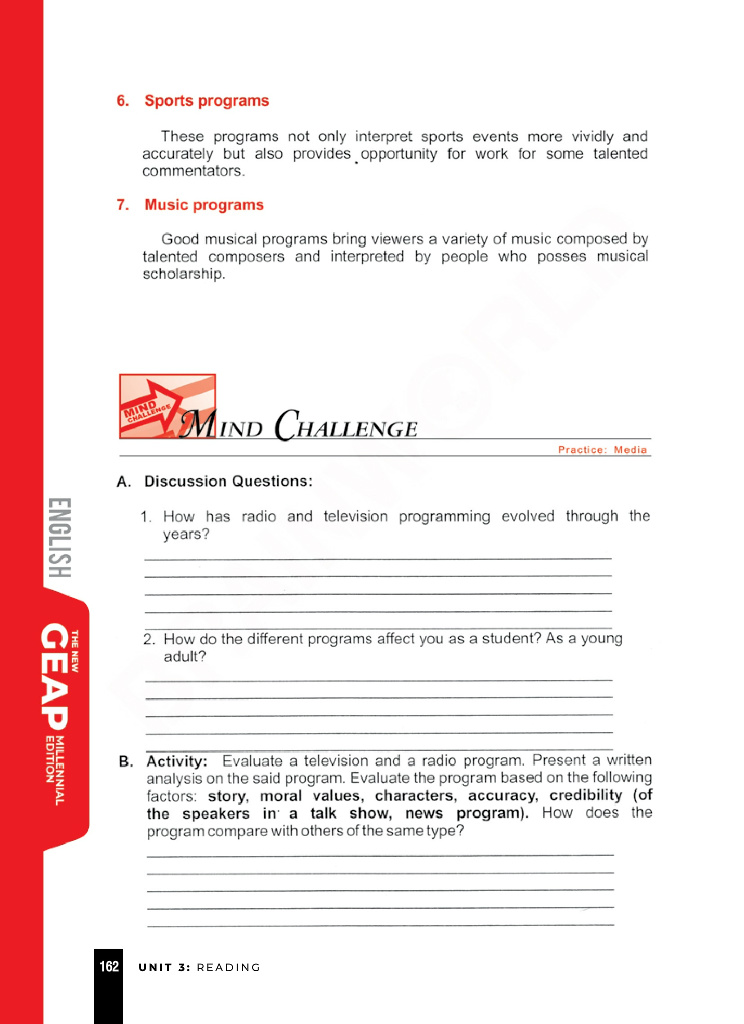 6. Sports programs
These programs not only interpret sports events more vividly and
accurately but also provides opportunity for work for some talented
commentators.
7. Music programs
Good musical programs bring viewers a variety of music composed by
talented composers and interpreted by people who posses musical
scholarship.
MIND
CHALLENGE
MIND CHALLENGE
Practice: Media
A. Discussion Questions:
1. How has radio and television programming evolved through the
years?
2. How do the different programs affect you as a student? As a young
adult?
B. Activity: Evaluate a television and a radio program. Present a written
analysis on the said program. Evaluate the program based on the following
factors: story, moral values, characters, accuracy, credibility (of
the speakers in a talk show, news program). How does the
program compare with others of the same type?
ENGLISH
THE NEW
GEAP
MILLENNIAL
EDITION
162 UNIT 3: READING